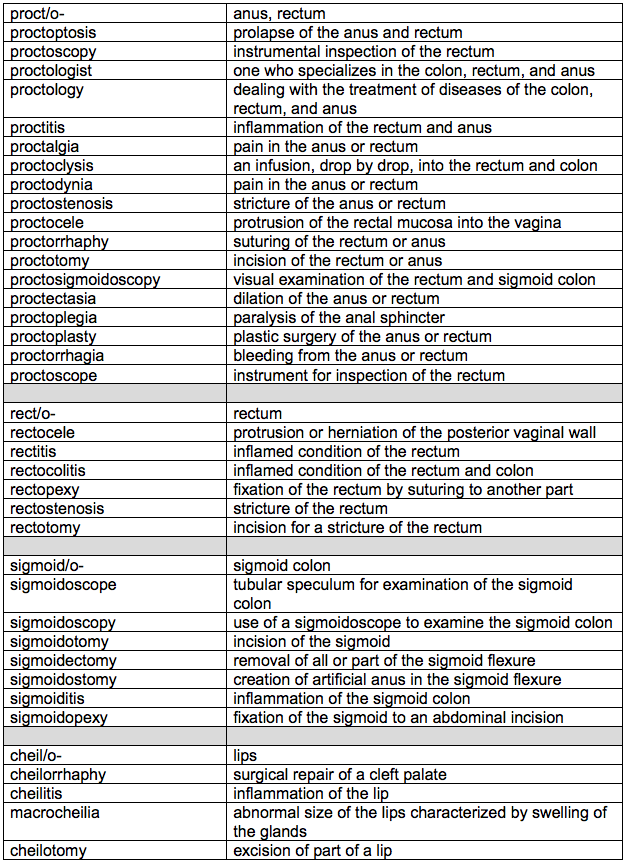 proct/o- anus, rectum
proctoptosis prolapse of the anus and rectum
proctoscopy instrumental inspection of the rectum
proctologist one who specializes in the colon, rectum, and anus
proctology dealing with the treatment of diseases of the colon,
rectum, and anus
proctitis inflammation of the rectum and anus
proctalgia pain in the anus or rectum
proctoclysis an infusion, drop by drop, into the rectum and colon
proctodynia pain in the anus or rectum
proctostenosis stricture of the anus or rectum
proctocele protrusion of the rectal mucosa into the vagina
proctorrhaphy suturing of the rectum or anus
proctotomy incision of the rectum or anus
proctosigmoidoscopy visual examination of the rectum and sigmoid colon
proctectasia dilation of the anus or rectum
proctoplegia paralysis of the anal sphincter
proctoplasty plastic surgery of the anus or rectum
proctorrhagia bleeding from the anus or rectum
proctoscope instrument for inspection of the rectum
rect/o- rectum
rectocele protrusion or herniation of the posterior vaginal wall
rectitis inflamed condition of the rectum
rectocolitis inflamed condition of the rectum and colon
rectopexy fixation of the rectum by suturing to another part
rectostenosis stricture of the rectum
rectotomy incision for a stricture of the rectum
sigmoid/o- sigmoid colon
sigmoidoscope tubular speculum for examination of the sigmoid
colon
sigmoidoscopy use of a sigmoidoscope to examine the sigmoid colon
sigmoidotomy incision of the sigmoid
sigmoidectomy removal of all or part of the sigmoid flexure
sigmoidostomy creation of artificial anus in the sigmoid flexure
sigmoiditis inflammation of the sigmoid colon
sigmoidopexy fixation of the sigmoid to an abdominal incision
cheil/o- lips
cheilorrhaphy surgical repair of a cleft palate
cheilitis inflammation of the lip
macrocheilia abnormal size of the lips characterized by swelling of
the glands
cheilotomy excision of part of a lip